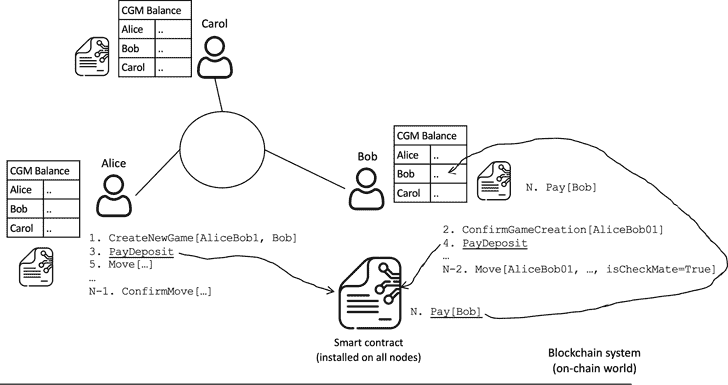 Carol
CGM Balance
Alice ..
Bob ..
Carol ..
Alice
CGM Balance
Alice ..
Bob ..
Carol ..
Bob
CGM Balance
Alice ..
Bob ..
Carol ..
N. Pay[Bob]
1. CreateNewGame[AliceBob1, Bob]
3. PayDeposit
5. Move[…]
…
N-1. ConfirmMove[…]
2. ConfirmGameCreation[AliceBob01]
4. PayDeposit
…
N-2. Move[AliceBob01, …, isCheckMate=True]
N. Pay[Bob]
Smart contract
(installed on all nodes)
Blockchain system
(on-chain world)